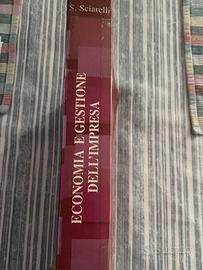 S. Sciarelli
ECONOMIA E GESTIONE
DELL'IMPRESA